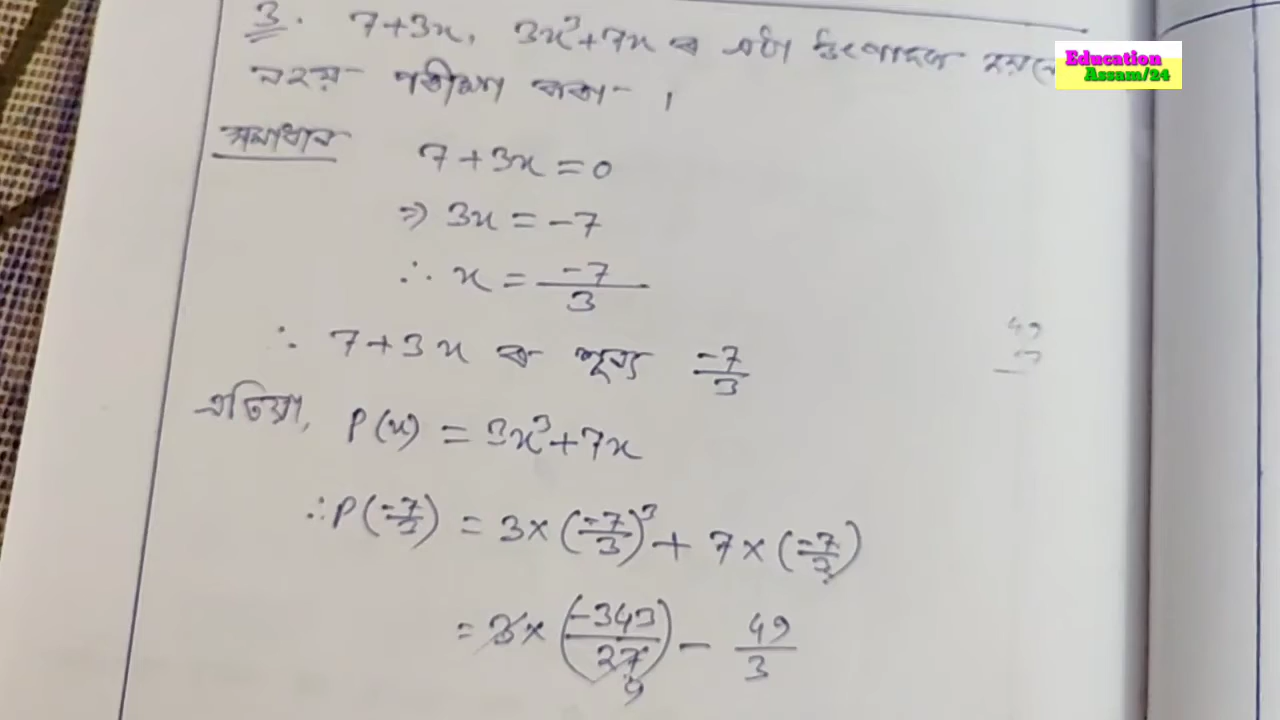 3. 7+3x, 3x³+7x ৰ এটা উৎপাদক হয়নে
নহয় পৰীক্ষা কৰা- ।
Education
Assam/24
সমাধান
7+3x=0
⇒ 3x = -7
∴ x = -7/3
∴ 7+3x ৰ শূন্য -7/3
এতিয়া, P(x) = 3x³+7x
∴P(-7/3) = 3×(-7/3)³ + 7×(-7/3)
= 3×(-343/27) - 49/3
9
49